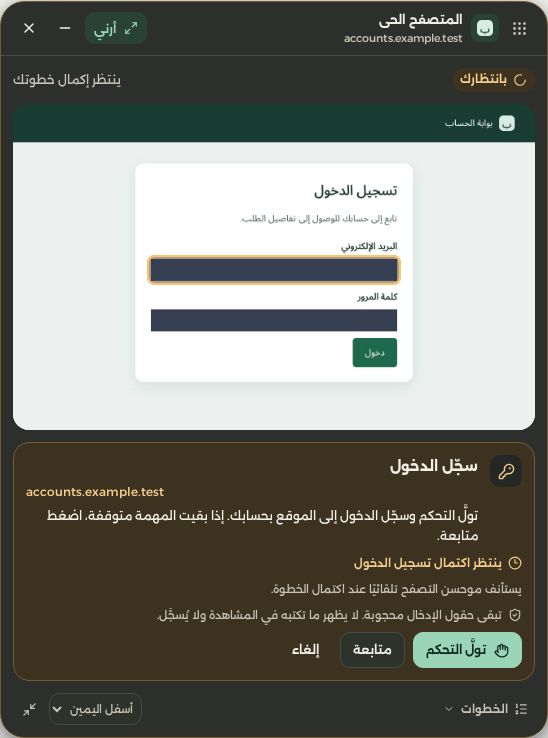 المتصفح الحي
accounts.example.test
أرني
بانتظارك
ينتظر إكمال خطوتك
ب
بوابة الحساب
تسجيل الدخول
تابع إلى حسابك للوصول إلى تفاصيل الطلب.
البريد الإلكتروني
كلمة المرور
دخول
سجّل الدخول
accounts.example.test
تولَّ التحكم وسجّل الدخول إلى الموقع بحسابك. إذا بقيت المهمة متوقفة، اضغط
متابعة.
ينتظر اكتمال تسجيل الدخول
يستأنف موحسن التصفح تلقائيًا عند اكتمال الخطوة.
تبقى حقول الإدخال محجوبة. لا يظهر ما تكتبه في المشاهدة ولا يُسجَّل.
تولَّ التحكم
متابعة
إلغاء
الخطوات
أسفل اليمين